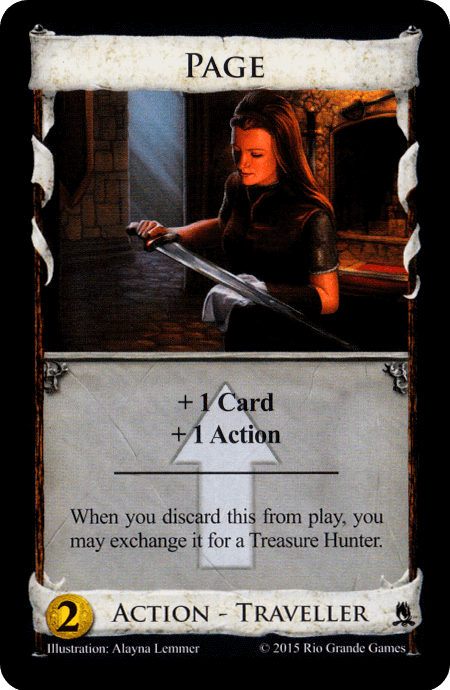 PAGE
+ 1 Card
+ 1 Action
When you discard this from play, you
may exchange it for a Treasure Hunter.
2 ACTION - TRAVELLER
Illustration: Alayna Lemmer © 2015 Rio Grande Games